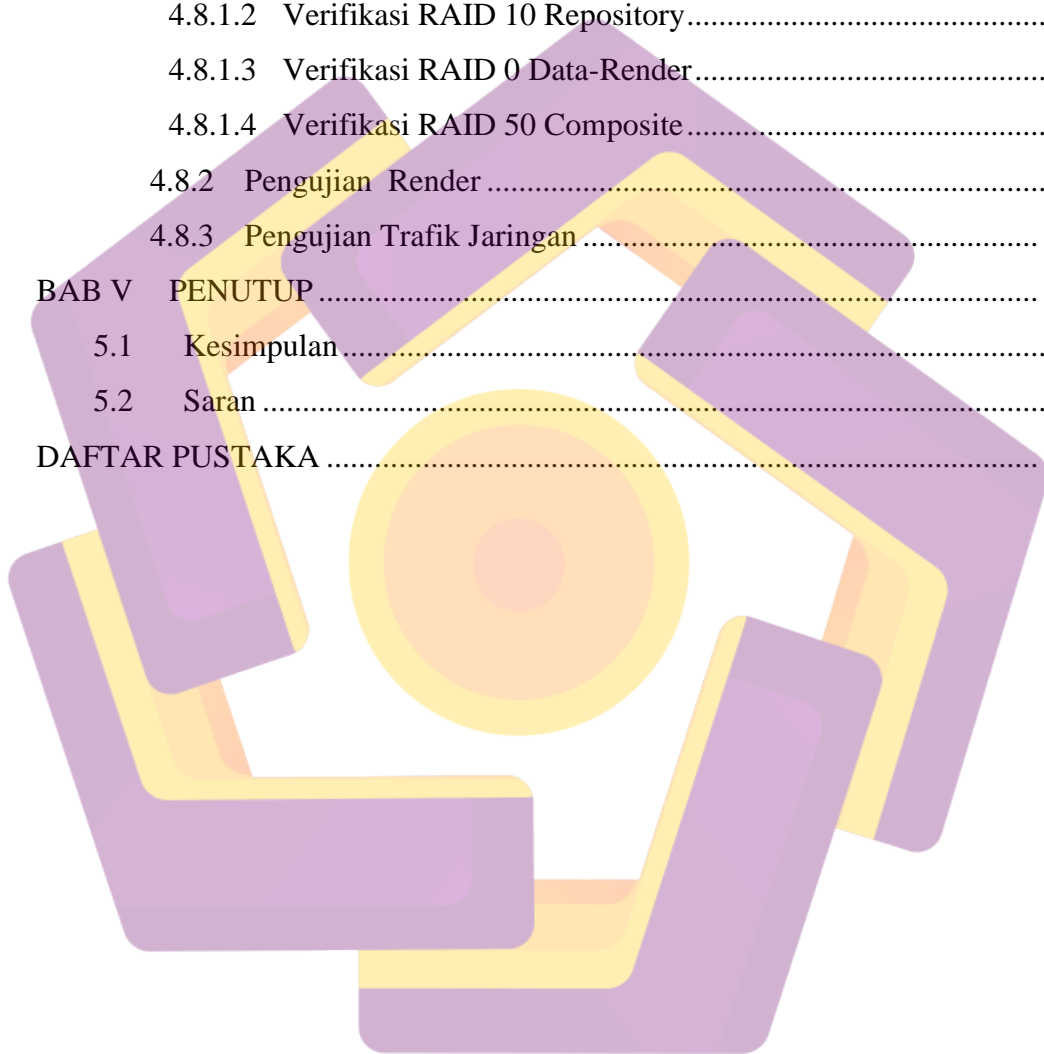 4.8.1.2 Verifikasi RAID 10 Repository.......................................................
4.8.1.3 Verifikasi RAID 0 Data-Render......................................................
4.8.1.4 Verifikasi RAID 50 Composite.......................................................
4.8.2 Pengujian Render...................................................................................
4.8.3 Pengujian Trafik Jaringan......................................................................
BAB V PENUTUP...........................................................................................
5.1 Kesimpulan..........................................................................................
5.2 Saran....................................................................................................
DAFTAR PUSTAKA..........................................................................................